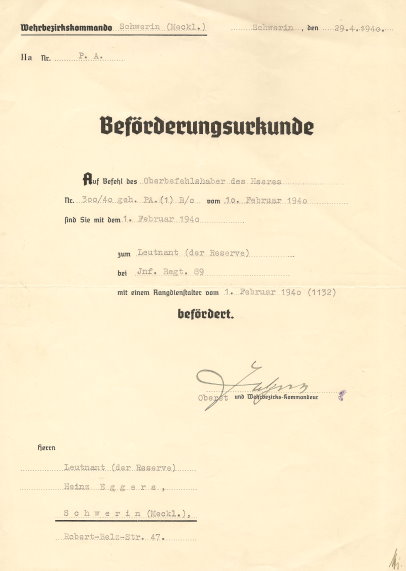 Wehrbezirkskommando Schwerin (Meckl.)
Schwerin, den 29.4.1940.
Ha Nr. P. A.
Beförderungsurkunde
Auf Befehl des Oberbefehlshaber des Heeres
Nr. 300/40 geh. PA.(1) B/c vom 10. Februar 1940
sind Sie mit dem 1. Februar 1940
zum Leutnant (der Reserve)
bei Jnf. Regt. 69
mit einem Rangdienstalter vom 1. Februar 1940 (1132)
befördert.
Oberst und Wehrbezirks-Kommandeur
Herrn
Leutnant (der Reserve)
Heinz Eggers,
Schwerin (Meckl.),
Robert-Belz-Str. 47.